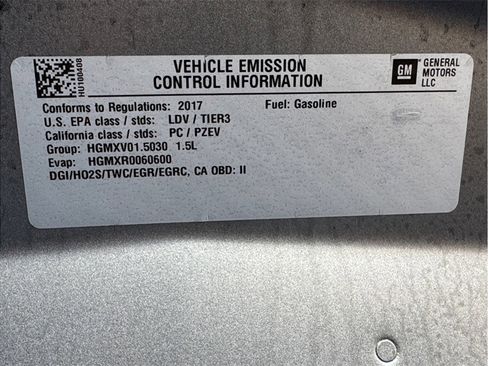 HU100408
VEHICLE EMISSION
CONTROL INFORMATION
GM
GENERAL
MOTORS
LLC
Conforms to Regulations: 2017 Fuel: Gasoline
U.S. EPA class / stds: LDV / TIER3
California class / stds: PC / PZEV
Group: HGMXV01.5030 1.5L
Evap: HGMXR0060600
DGI/HO2S/TWC/EGR/EGRC, CA OBD: II